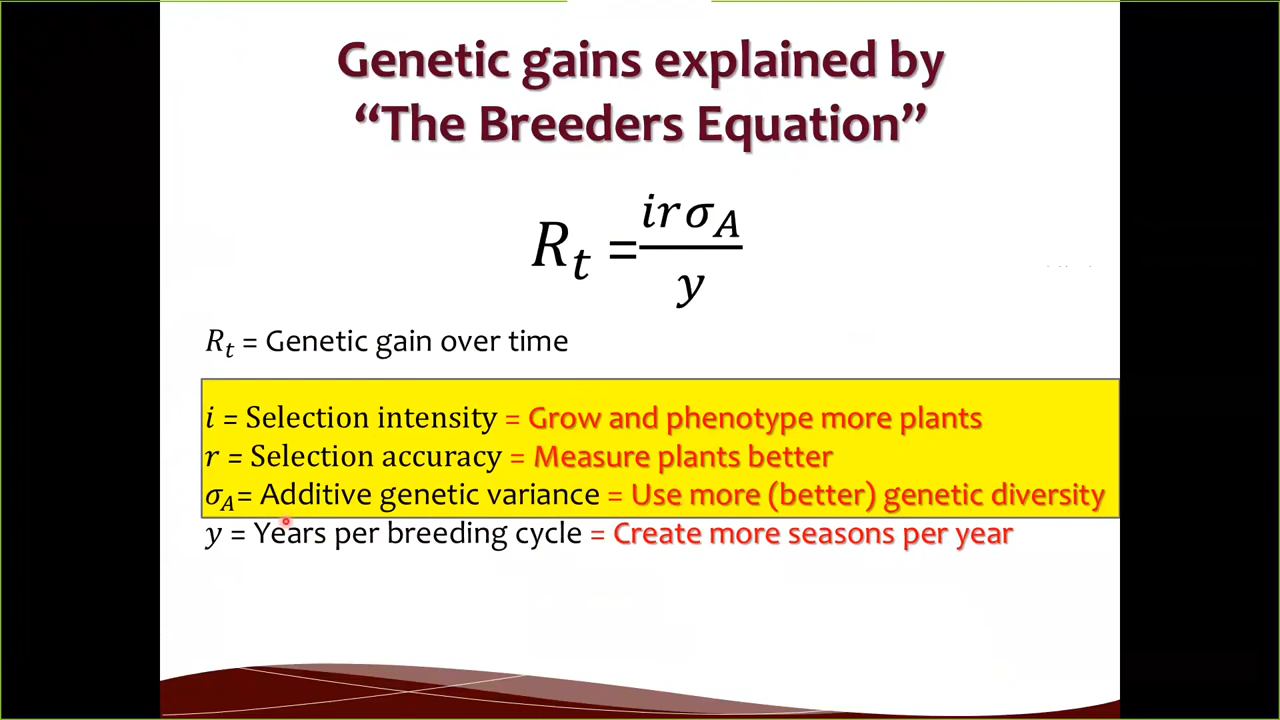 Genetic gains explained by
“The Breeders Equation”
R_t = \frac{irσ_A}{y}
R_t = Genetic gain over time
i = Selection intensity = Grow and phenotype more plants
r = Selection accuracy = Measure plants better
σ_A= Additive genetic variance = Use more (better) genetic diversity
y = Years per breeding cycle = Create more seasons per year